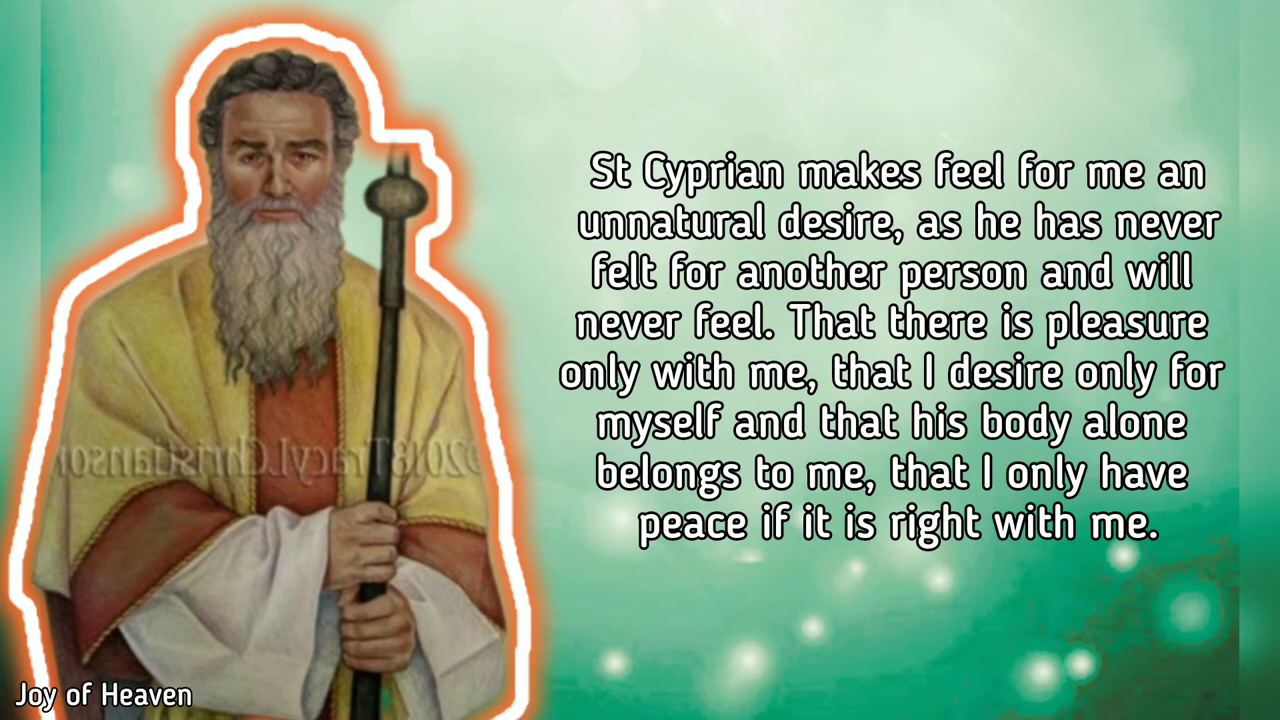 St Cyprian makes feel for me an
unnatural desire, as he has never
felt for another person and will
never feel. That there is pleasure
only with me, that I desire only for
myself and that his body alone
belongs to me, that I only have
peace if it is right with me.
©2018TracyL.Christianson
Joy of Heaven